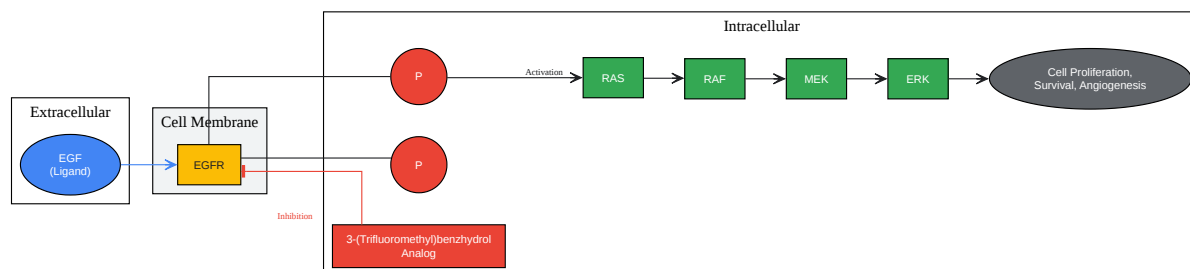 Intracellular
P
Activation
RAS
RAF
MEK
ERK
Cell Proliferation,
Survival, Angiogenesis
Extracellular
EGF
(Ligand)
Cell Membrane
EGFR
P
Inhibition
3-(Trifluoromethyl)benzhydrol
Analog